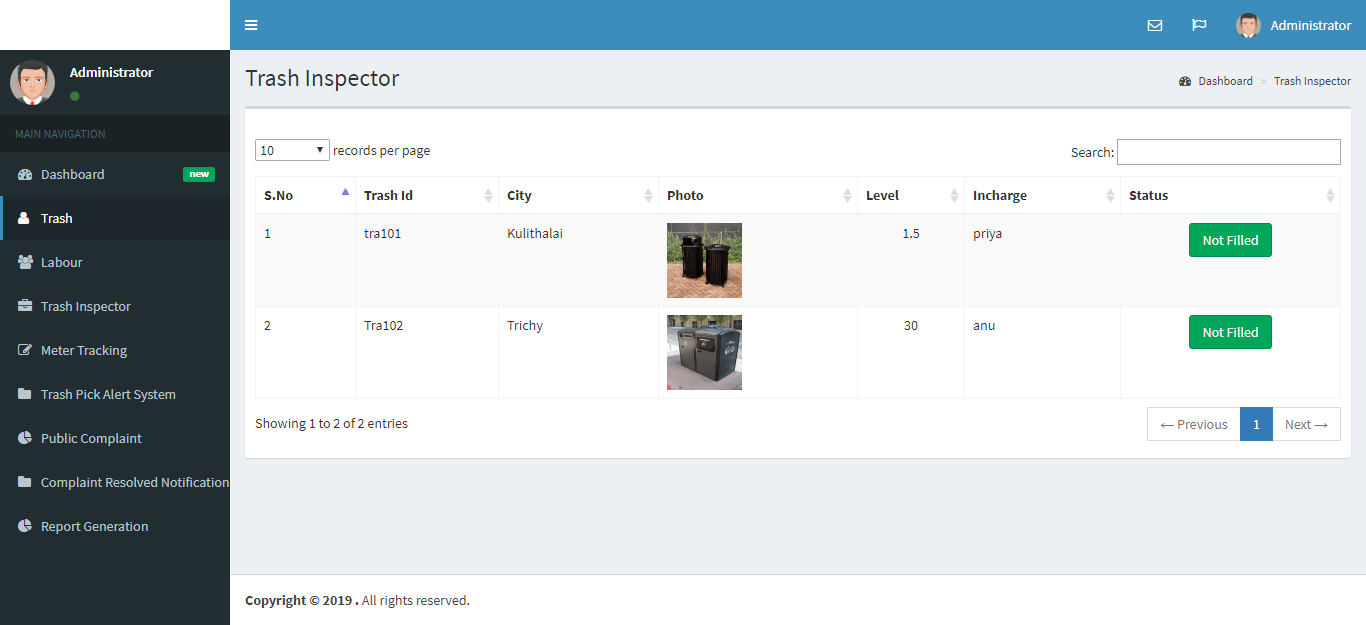 Administrator
Administrator
MAIN NAVIGATION
Dashboard new
Trash
Labour
Trash Inspector
Meter Tracking
Trash Pick Alert System
Public Complaint
Complaint Resolved Notification
Report Generation
Trash Inspector
Dashboard > Trash Inspector
10 records per page
Search:
S.No Trash Id City Photo Level Incharge Status
1 tra101 Kulithalai 1.5 priya Not Filled
2 Tra102 Trichy 30 anu Not Filled
Showing 1 to 2 of 2 entries
← Previous 1 Next →
Copyright © 2019 . All rights reserved.